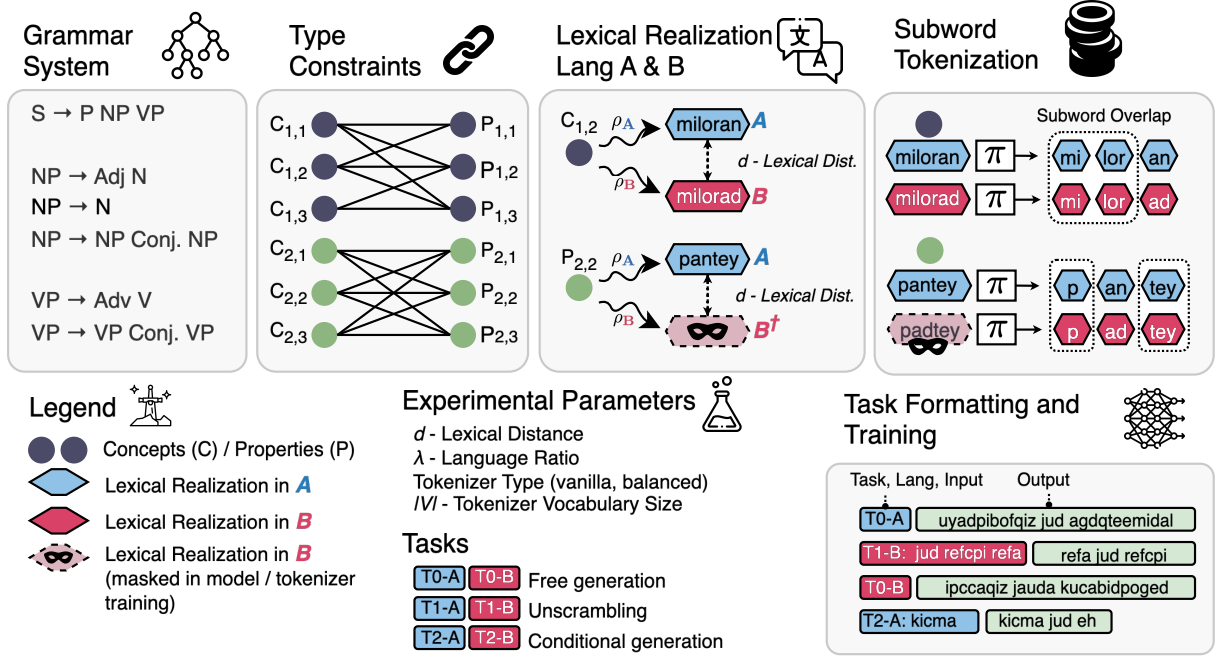 Grammar
System
S → P NP VP
NP → Adj N
NP → N
NP → NP Conj. NP
VP → Adv V
VP → VP Conj. VP
Type
Constraints
C1,1 P1,1
C1,2 P1,2
C1,3 P1,3
C2,1 P2,1
C2,2 P2,2
C2,3 P2,3
Lexical Realization
Lang A & B
文 A
C1,2 ρA miloran A
d - Lexical Dist.
ρB milorad B
P2,2 ρA pantey A
d - Lexical Dist.
ρB B†
Subword
Tokenization
Subword Overlap
miloran π mi lor an
milorad π mi lor ad
pantey π p an tey
padtey π p ad tey
Legend
Concepts (C) / Properties (P)
Lexical Realization in A
Lexical Realization in B
Lexical Realization in B
(masked in model / tokenizer
training)
Experimental Parameters
d - Lexical Distance
λ - Language Ratio
Tokenizer Type (vanilla, balanced)
|V| - Tokenizer Vocabulary Size
Tasks
T0-A T0-B Free generation
T1-A T1-B Unscrambling
T2-A T2-B Conditional generation
Task Formatting and
Training
Task, Lang, Input Output
T0-A uyadpibofqiz jud agdqteemidal
T1-B: jud refcpi refa refa jud refcpi
T0-B ipccaqiz jauda kucabidpoged
T2-A: kicma kicma jud eh